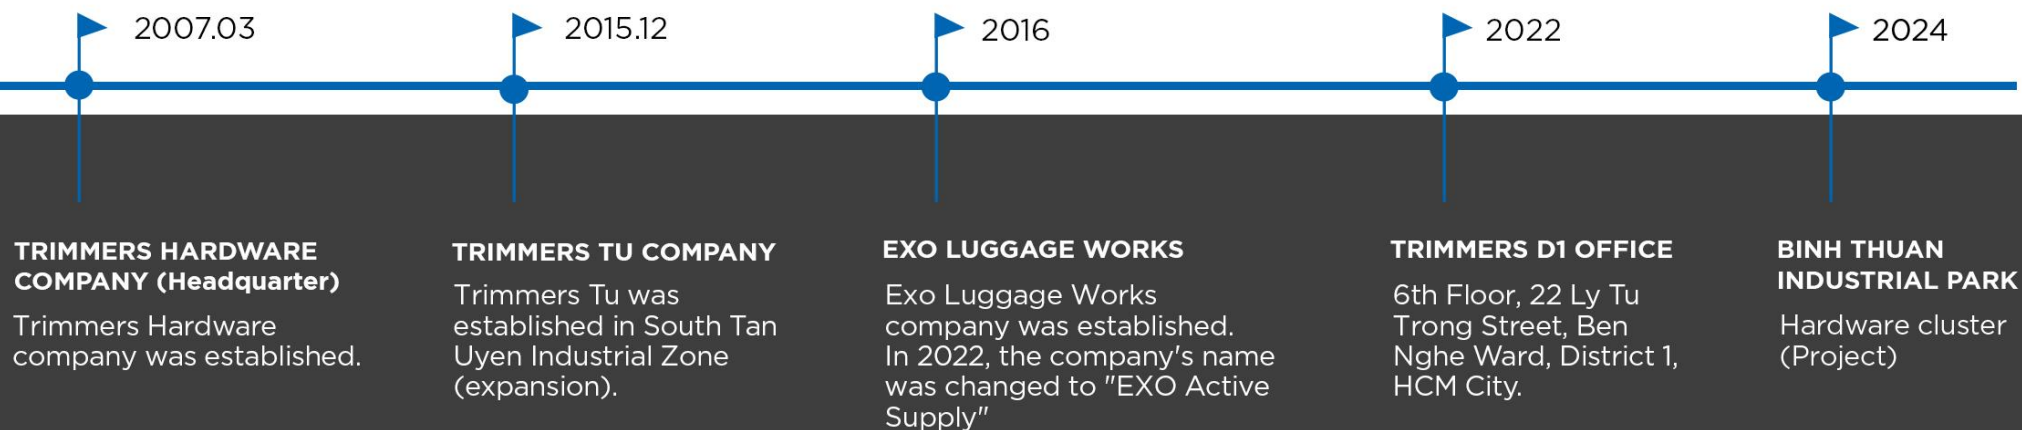 2007.03
2015.12
2016
2022
2024
TRIMMERS HARDWARE
COMPANY (Headquarter)
Trimmers Hardware
company was established.
TRIMMERS TU COMPANY
Trimmers Tu was
established in South Tan
Uyen Industrial Zone
(expansion).
EXO LUGGAGE WORKS
Exo Luggage Works
company was established.
In 2022, the company's name
was changed to "EXO Active
Supply"
TRIMMERS D1 OFFICE
6th Floor, 22 Ly Tu
Trong Street, Ben
Nghe Ward, District 1,
HCM City.
BINH THUAN
INDUSTRIAL PARK
Hardware cluster
(Project)